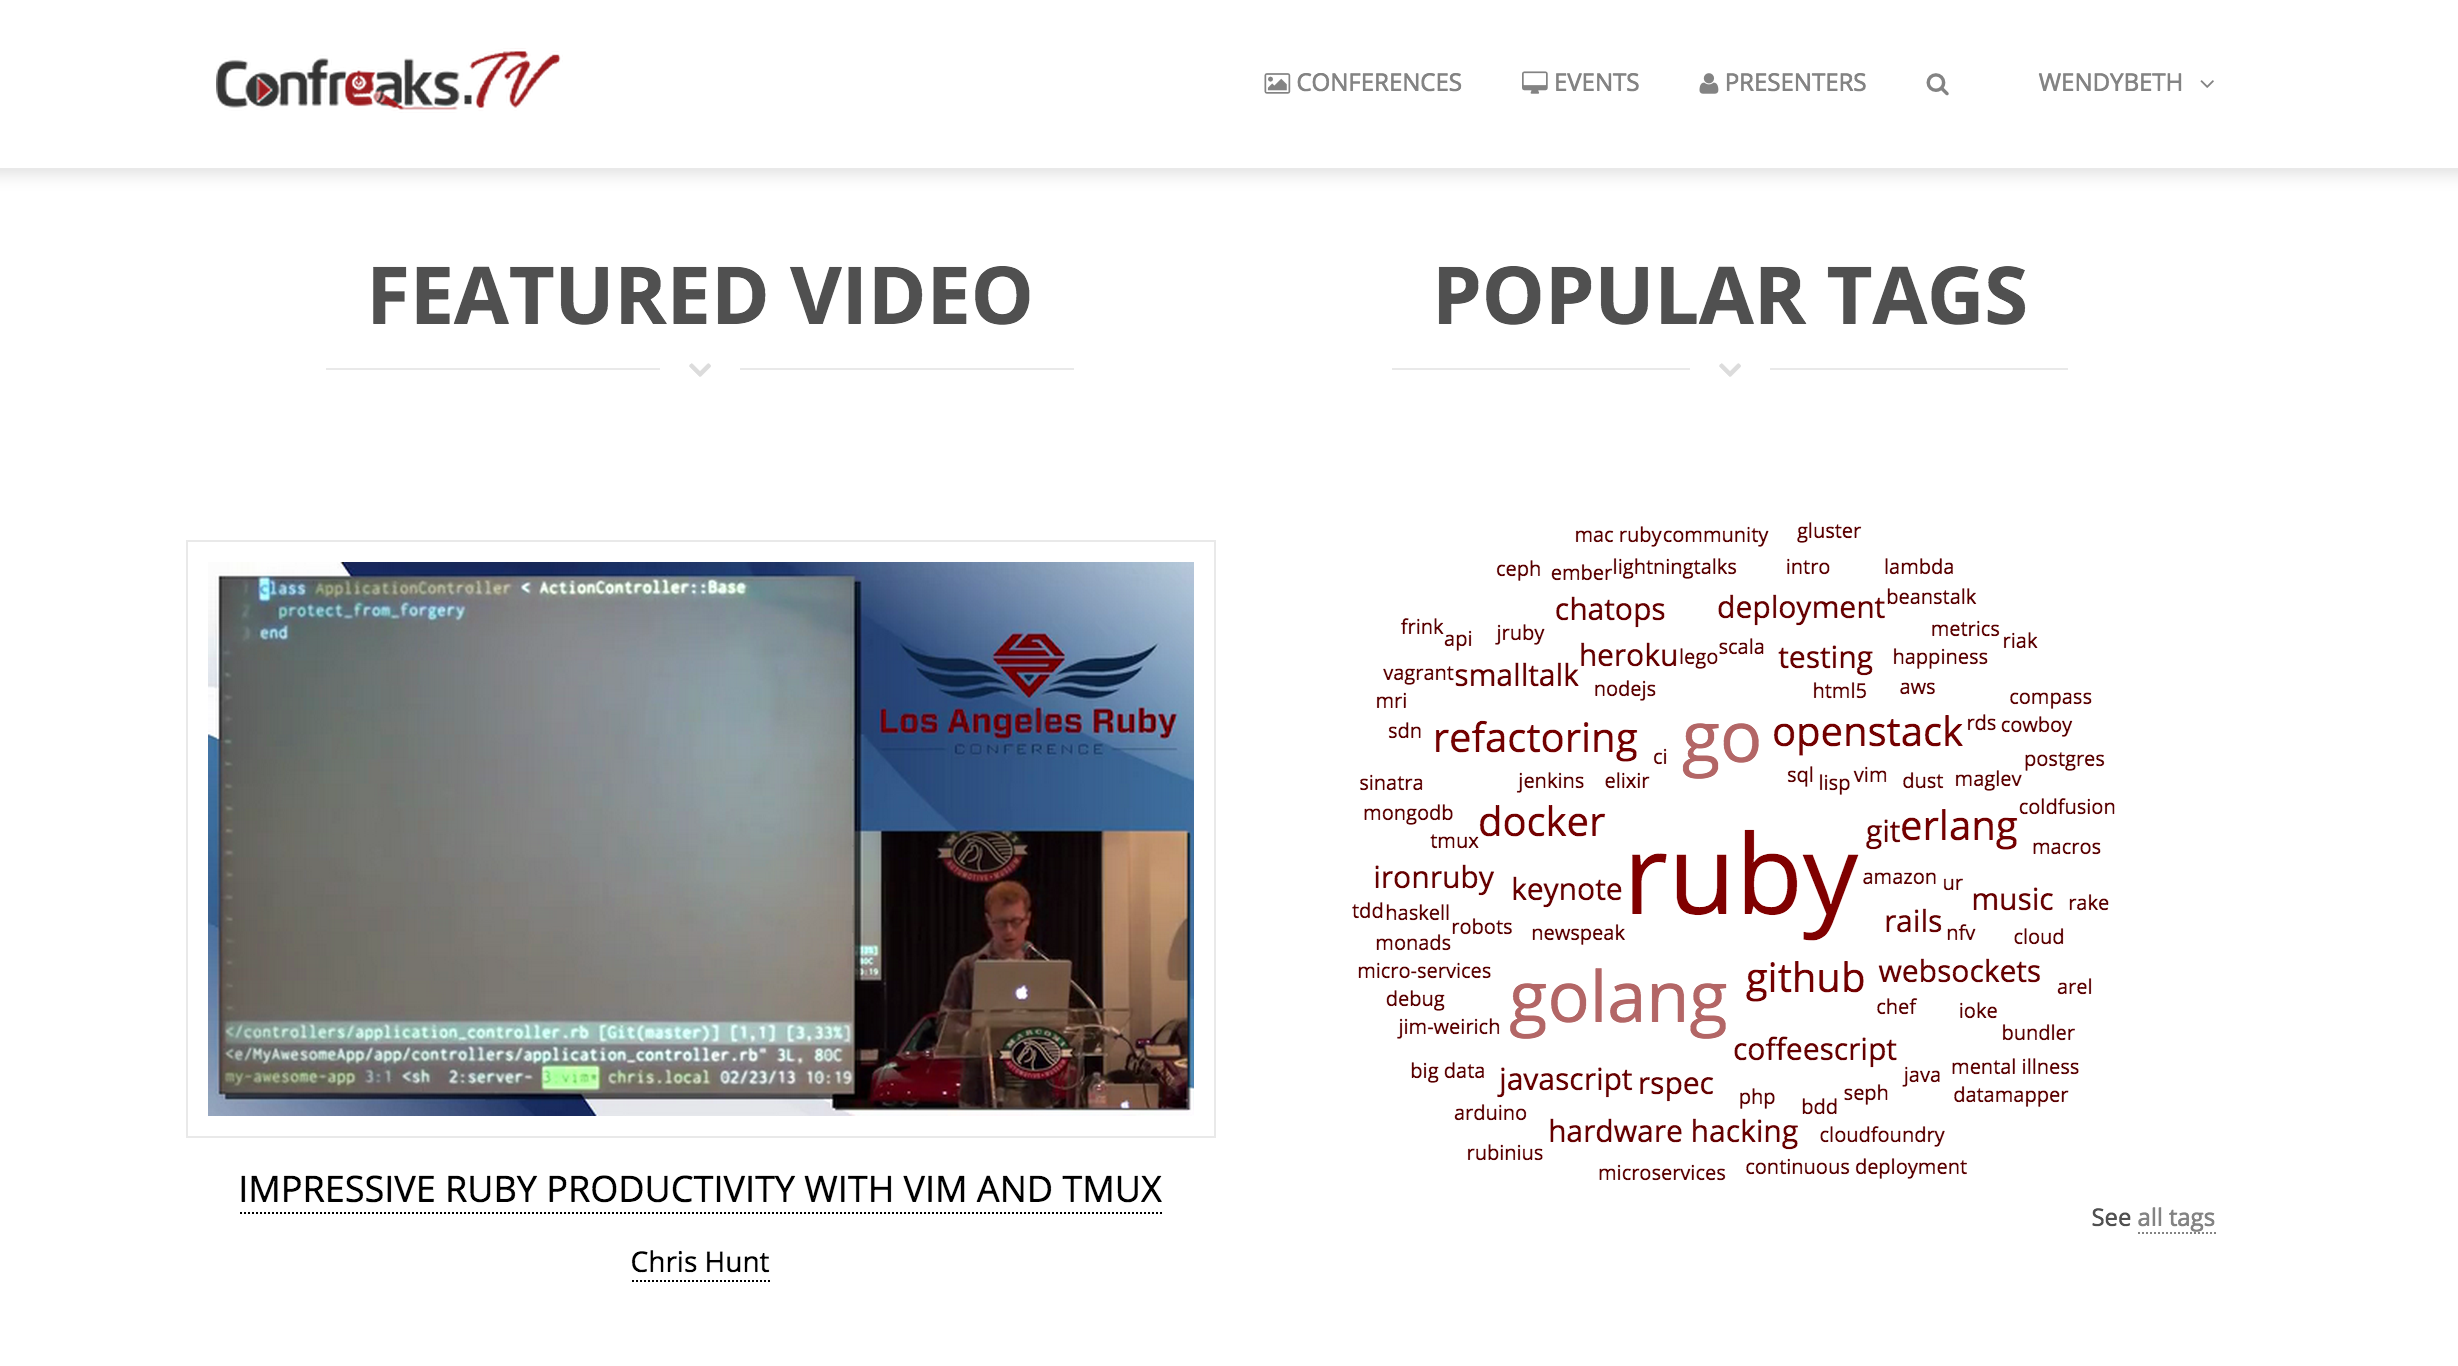 Confreaks.TV
CONFERENCES
EVENTS
PRESENTERS
WENDYBETH
FEATURED VIDEO
1 class ApplicationController < ActionController::Base
2 protect_from_forgery
3 end
Los Angeles Ruby
CONFERENCE
</controllers/application_controller.rb [Git(master)] [1,1] [3,33%]
<e/MyAwesomeApp/app/controllers/application_controller.rb" 3L, 80C
my-awesome-app 3:1 <sh 2:server- 3:vim* chris.local 02/23/13 10:19
MARCONI
AUTOMOTIVE MUSEUM
IMPRESSIVE RUBY PRODUCTIVITY WITH VIM AND TMUX
Chris Hunt
POPULAR TAGS
mac rubycommunity gluster
ceph ember lightningtalks intro lambda
chatops deployment beanstalk
frink api jruby metrics riak
heroku lego scala testing happiness
vagrant smalltalk nodejs html5 aws
mri compass
sdn refactoring ci go openstack rds cowboy
postgres
sinatra jenkins elixir sql lisp vim dust maglev
mongodb docker coldfusion
tmux ruby git erlang macros
ironruby keynote amazon ur music rake
tdd haskell robots newspeak rails nfv cloud
monads
micro-services golang github websockets arel
debug chef ioke
jim-weirich bundler
coffeescript
big data javascript rspec php bdd seph java mental illness
datamapper
arduino
hardware hacking cloudfoundry
rubinius microservices continuous deployment
See all tags